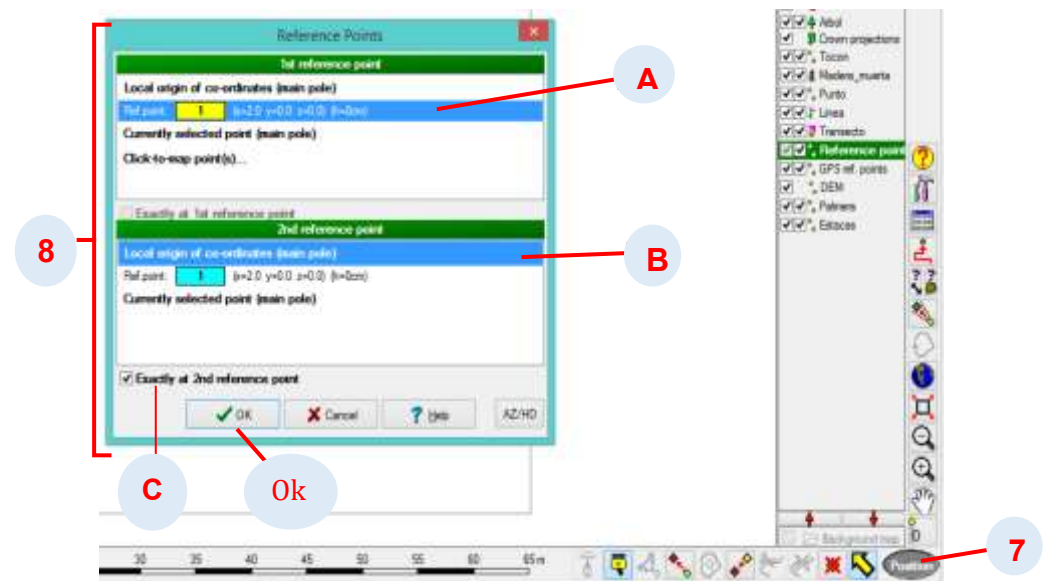 Reference Points
1st reference point
Local origin of co-ordinates (main pole)
Ref.point: 1 (x=2.0 y=0.0 z=0.0) (h=0cm)
Currently selected point (main pole)
Click-to-map point(s)...
Exactly at 1st reference point
2nd reference point
Local origin of co-ordinates (main pole)
Ref.point: 1 (x=2.0 y=0.0 z=0.0) (h=0cm)
Currently selected point (main pole)
Exactly at 2nd reference point
OK Cancel Help AZ/HD
8
A
B
C
Ok
7
Arbol
Crown projections
Tocon
Madera_muerta
Punto
Linea
Transecto
Reference point
GPS ref. points
DEM
Estacas
Background map
30 35 40 45 50 55 60 65 m
Position